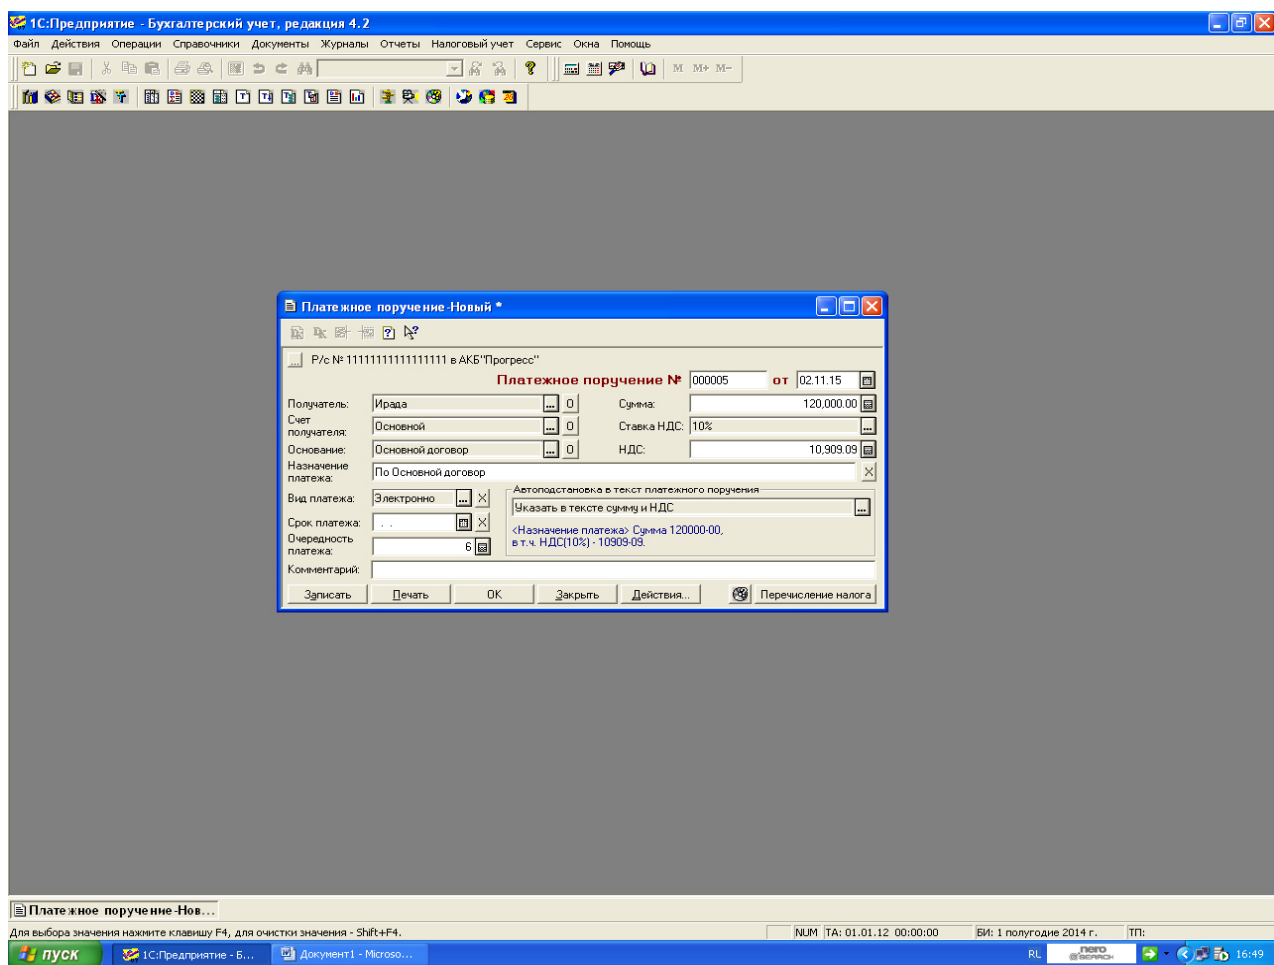 1С:Предприятие - Бухгалтерский учет, редакция 4.2
Файл Действия Операции Справочники Документы Журналы Отчеты Налоговый учет Сервис Окна Помощь
M M+ M-
Платежное поручение-Новый *
... Р/с № 11111111111111111 в АКБ"Прогресс"
Платежное поручение № 000005 от 02.11.15
Получатель: Ирада ... 0 Сумма: 120,000.00
Счет получателя: Основной ... 0 Ставка НДС: 10% ...
Основание: Основной договор ... 0 НДС: 10,909.09
Назначение платежа: По Основной договор X
Вид платежа: Электронно ... X Автоподстановка в текст платежного поручения
Указать в тексте сумму и НДС ...
Срок платежа: . . X <Назначение платежа> Сумма 120000-00,
в т.ч. НДС(10%) - 10909-09.
Очередность платежа: 6
Комментарий:
Записать Печать OK Закрыть Действия... Перечисление налога
Платежное поручение-Нов...
Для выбора значения нажмите клавишу F4, для очистки значения - Shift+F4. NUM TA: 01.01.12 00:00:00 БИ: 1 полугодие 2014 г. ТП:
пуск 1С:Предприятие - Б... Документ1 - Microso... RL nero SEARCH 16:49